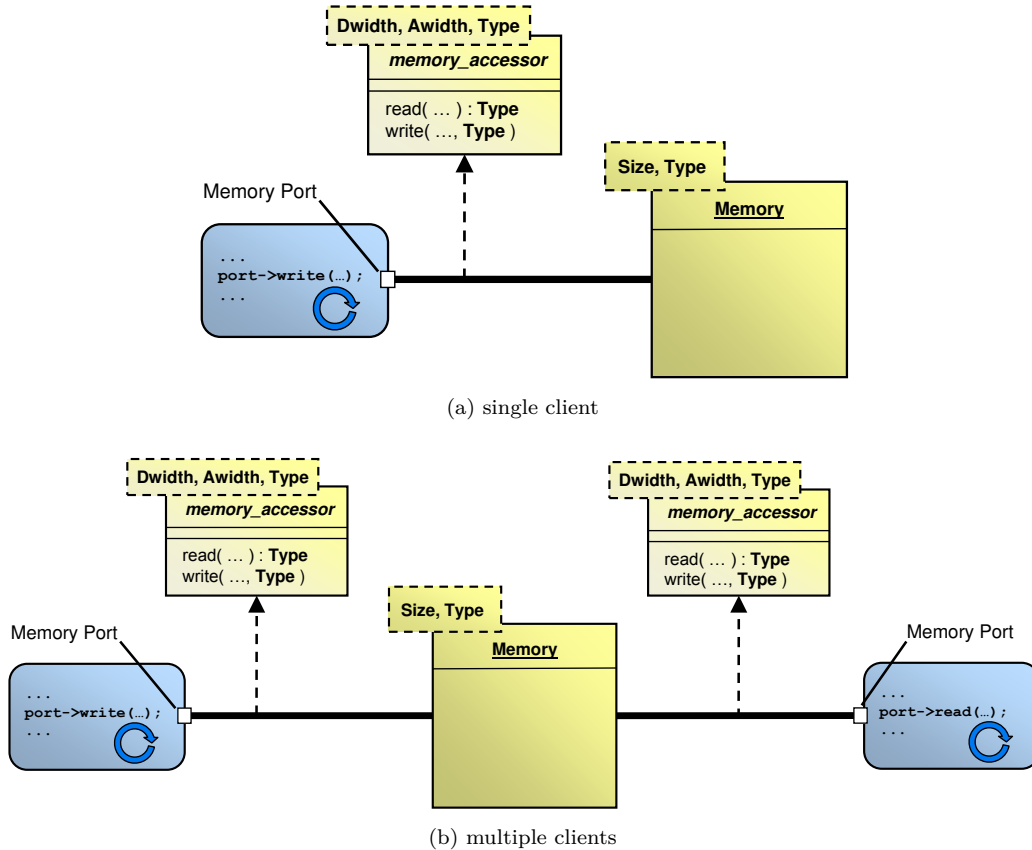 Dwidth, Awidth, Type
memory_accessor
read( … ) : Type
write( …, Type )
Size, Type
Memory
Memory Port
...
port->write(…);
...
(a) single client
Dwidth, Awidth, Type
memory_accessor
read( … ) : Type
write( …, Type )
Dwidth, Awidth, Type
memory_accessor
read( … ) : Type
write( …, Type )
Size, Type
Memory
Memory Port
...
port->write(…);
...
Memory Port
...
port->read(…);
...
(b) multiple clients